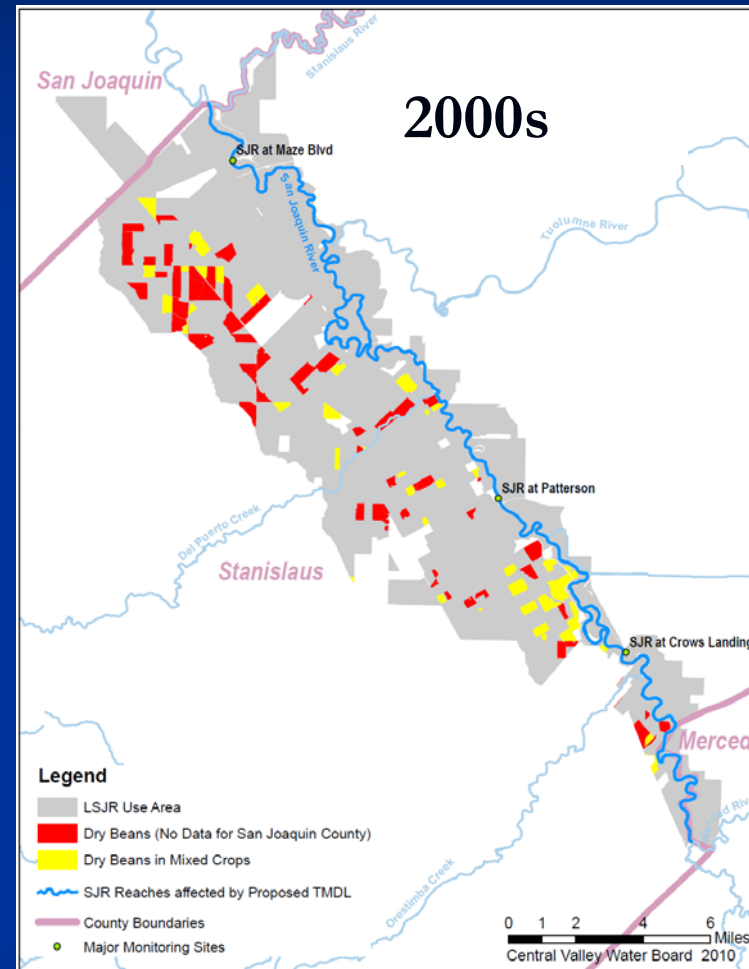 2000s
Stanislaus River
San Joaquin
SJR at Maze Blvd
San Joaquin River
Tuolumne River
SJR at Patterson
Del Puerto Creek
Stanislaus
SJR at Crows Landing
Merced
Merced Riv
Orestimba Creek
Legend
LSJR Use Area
Dry Beans (No Data for San Joaquin County)
Dry Beans in Mixed Crops
SJR Reaches affected by Proposed TMDL
County Boundaries
Major Monitoring Sites
0 1 2 4 6
Miles
Central Valley Water Board 2010